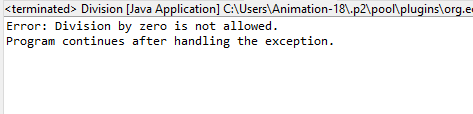 <terminated> Division [Java Application] C:\Users\Animation-18\.p2\pool\plugins\org.ec
Error: Division by zero is not allowed.
Program continues after handling the exception.